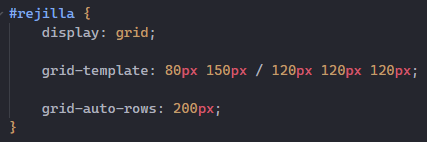 #rejilla {
display: grid;
grid-template: 80px 150px / 120px 120px 120px;
grid-auto-rows: 200px;
}